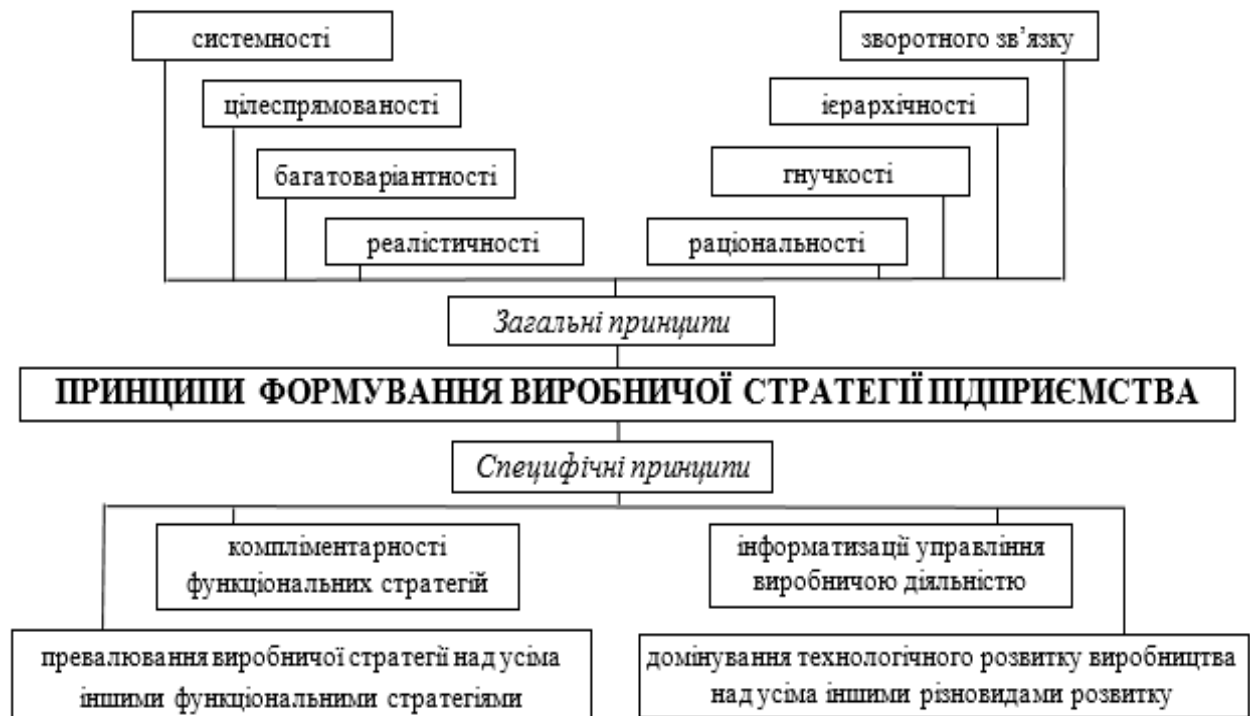 системності
зворотного зв’язку
цілеспрямованості
ієрархічності
багатоваріантності
гнучкості
реалістичності
раціональності
Загальні принципи
ПРИНЦИПИ ФОРМУВАННЯ ВИРОБНИЧОЇ СТРАТЕГІЇ ПІДПРИЄМСТВА
Специфічні принципи
компліментарності
функціональних стратегій
інформатизації управління
виробничою діяльністю
превалювання виробничої стратегії над усіма
іншими функціональними стратегіями
домінування технологічного розвитку виробництва
над усіма іншими різновидами розвитку